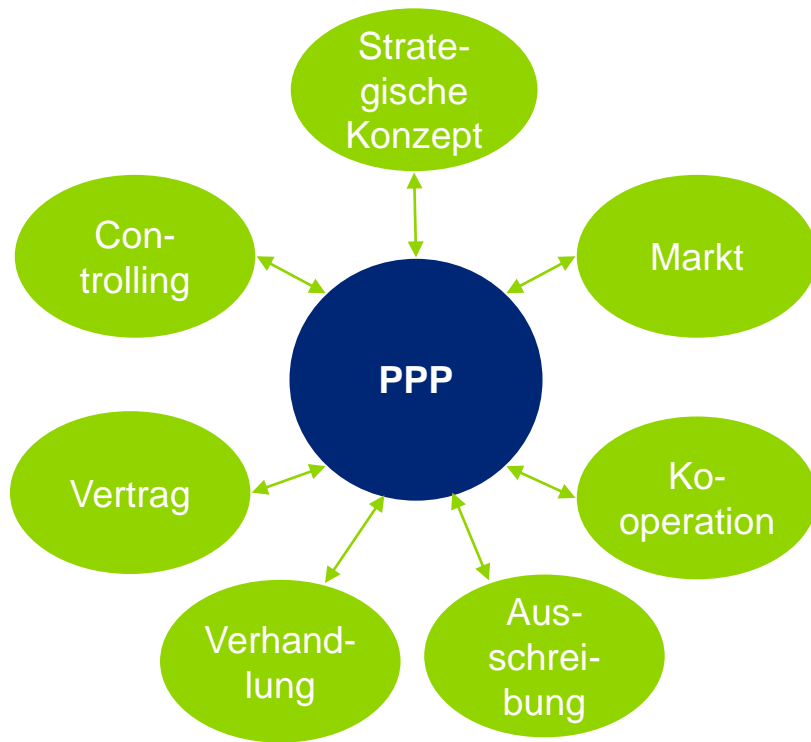 Strate-
gische
Konzept
Con-
trolling
Markt
PPP
Vertrag
Ko-
operation
Verhand-
lung
Aus-
schrei-
bung